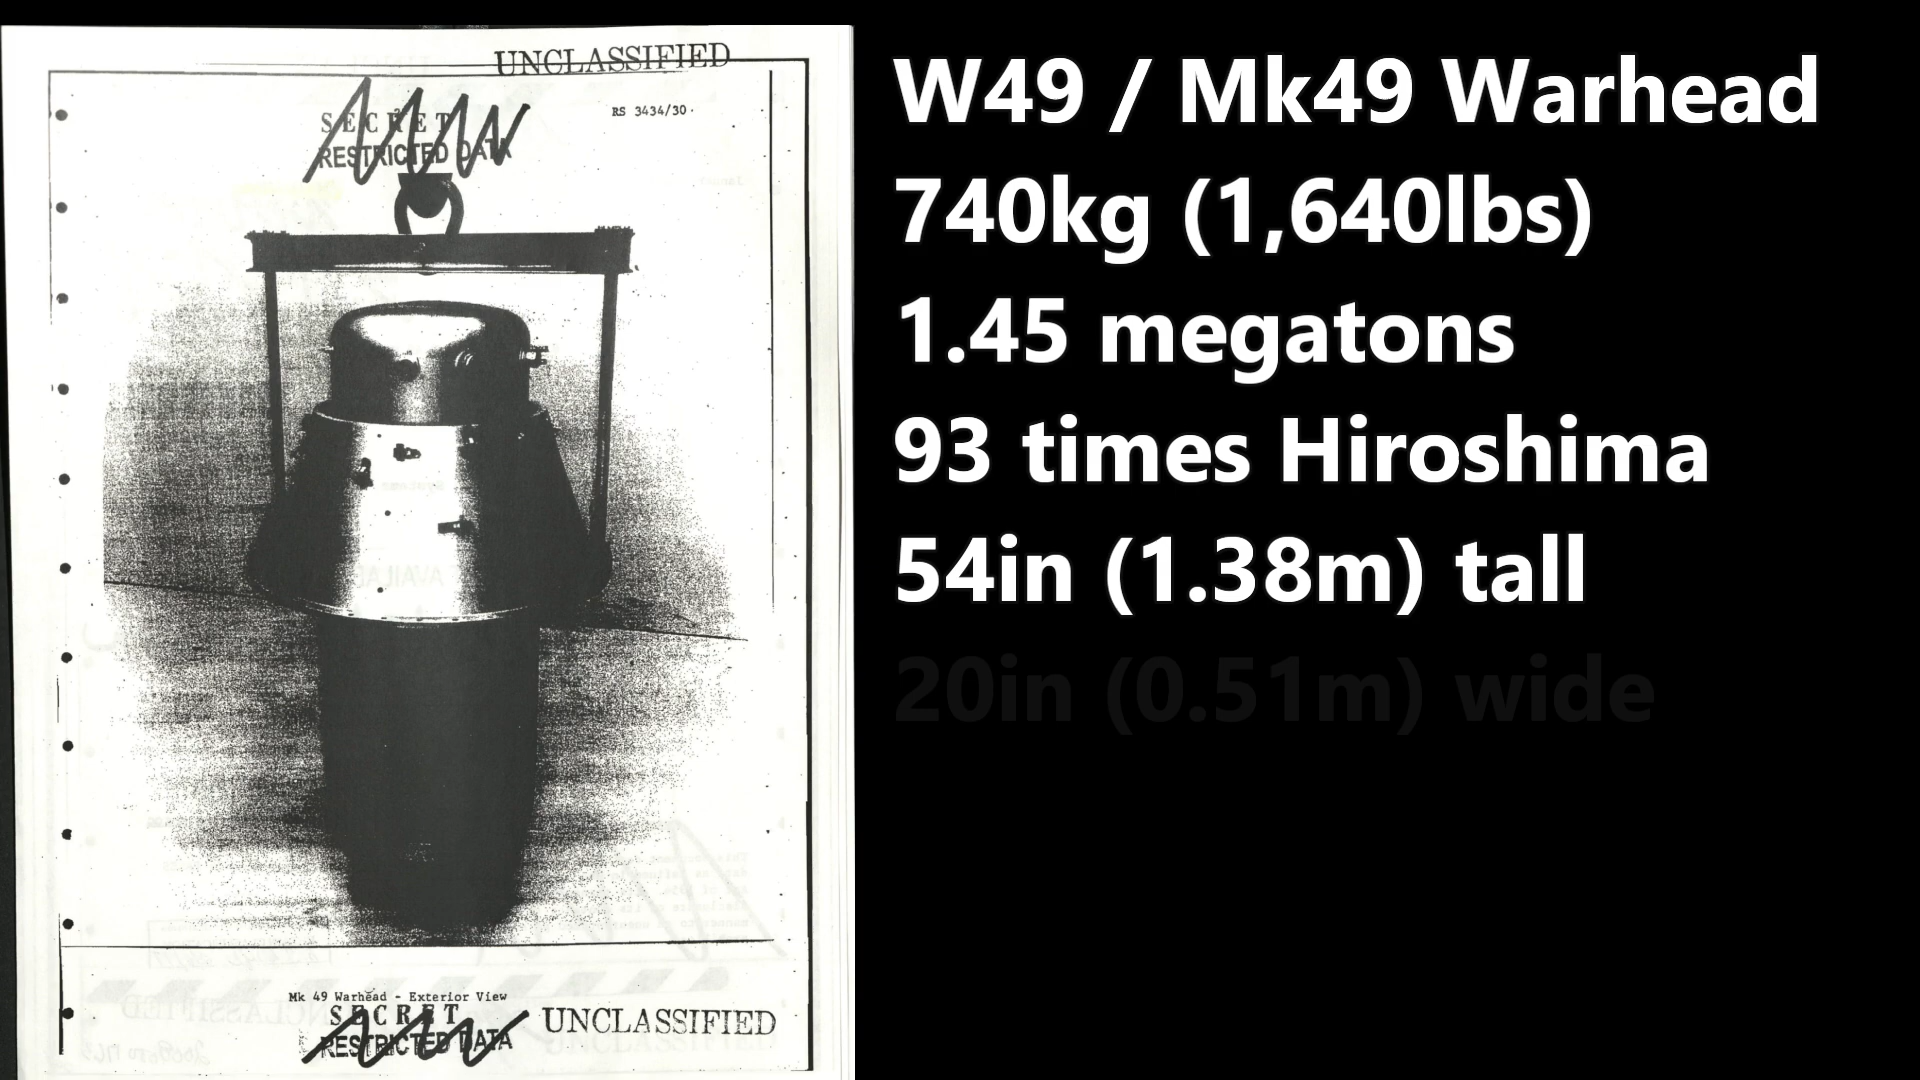 UNCLASSIFIED
SECRET
RS 3434/30
RESTRICTED DATA
Mk 49 Warhead - Exterior View
SECRET
UNCLASSIFIED
RESTRICTED DATA
W49 / Mk49 Warhead
740kg (1,640lbs)
1.45 megatons
93 times Hiroshima
54in (1.38m) tall
20in (0.51m) wide